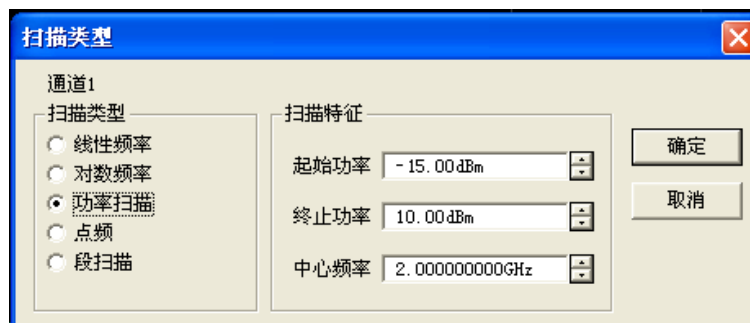 扫描类型
通道1
扫描类型
线性频率
对数频率
功率扫描
点频
段扫描
扫描特征
起始功率 -15.00dBm
终止功率 10.00dBm
中心频率 2.000000000GHz
确定
取消